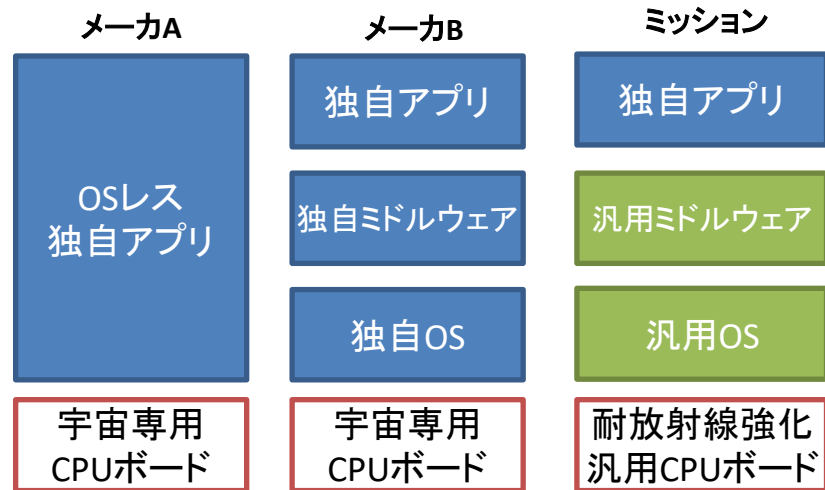 メーカA
メーカB
ミッション
OSレス
独自アプリ
独自アプリ
独自ミドルウェア
独自OS
独自アプリ
汎用ミドルウェア
汎用OS
宇宙専用
CPUボード
宇宙専用
CPUボード
耐放射線強化
汎用CPUボード